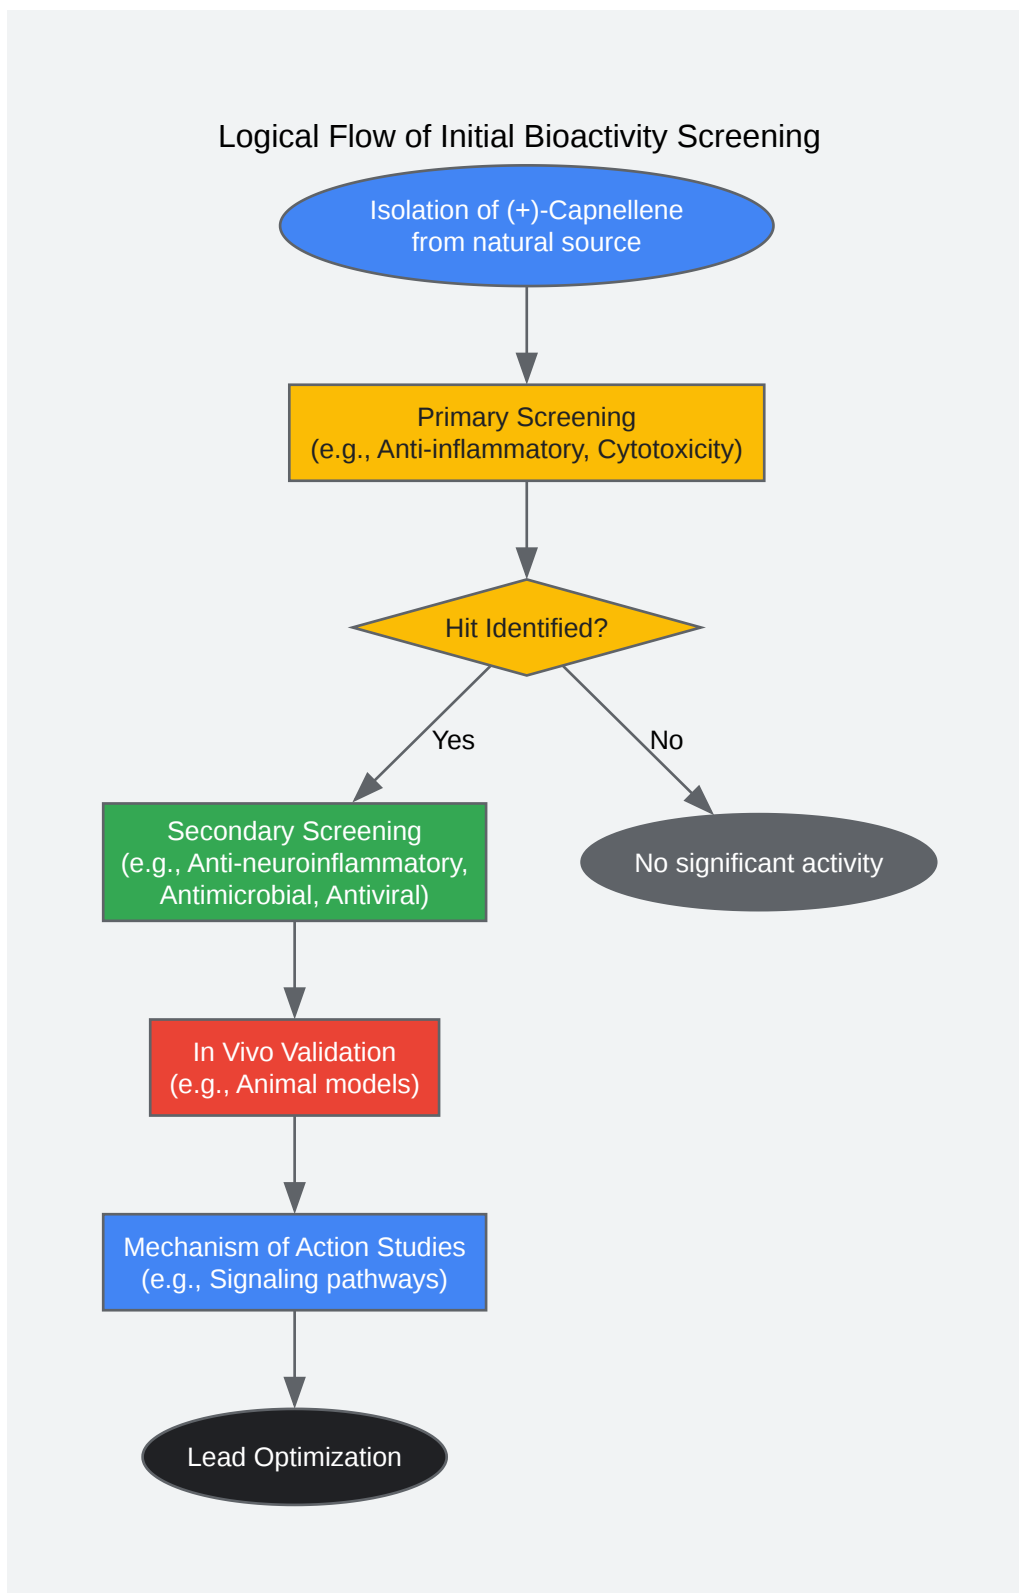 Logical Flow of Initial Bioactivity Screening
Isolation of (+)-Capnellene
from natural source
Primary Screening
(e.g., Anti-inflammatory, Cytotoxicity)
Hit Identified?
Yes
No
Secondary Screening
(e.g., Anti-neuroinflammatory,
Antimicrobial, Antiviral)
No significant activity
In Vivo Validation
(e.g., Animal models)
Mechanism of Action Studies
(e.g., Signaling pathways)
Lead Optimization